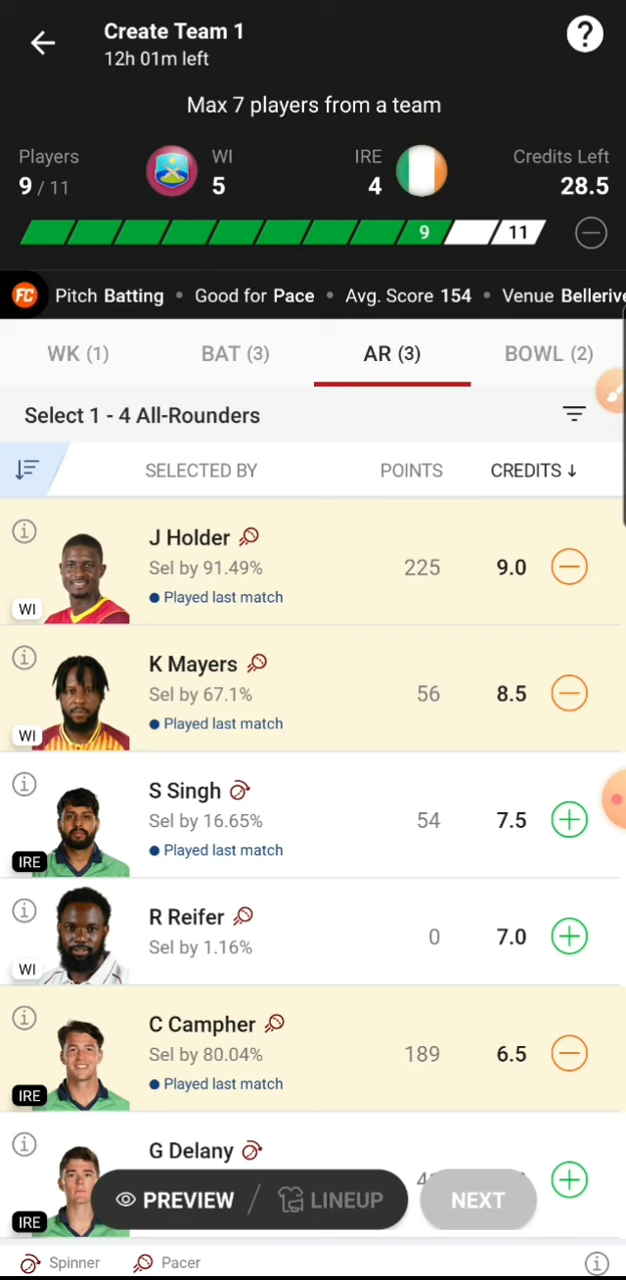 Create Team 1
12h 01m left
?
Max 7 players from a team
Players WI IRE Credits Left
9 / 11 5 4 28.5
9 11
FC Pitch Batting • Good for Pace • Avg. Score 154 • Venue Bellerive
WK (1) BAT (3) AR (3) BOWL (2)
Select 1 - 4 All-Rounders
SELECTED BY POINTS CREDITS ↓
J Holder
Sel by 91.49% 225 9.0
WI • Played last match
K Mayers
Sel by 67.1% 56 8.5
WI • Played last match
S Singh
Sel by 16.65% 54 7.5
IRE • Played last match
R Reifer
Sel by 1.16% 0 7.0
WI
C Campher
Sel by 80.04% 189 6.5
IRE • Played last match
G Delany
IRE PREVIEW / LINEUP NEXT
Spinner Pacer